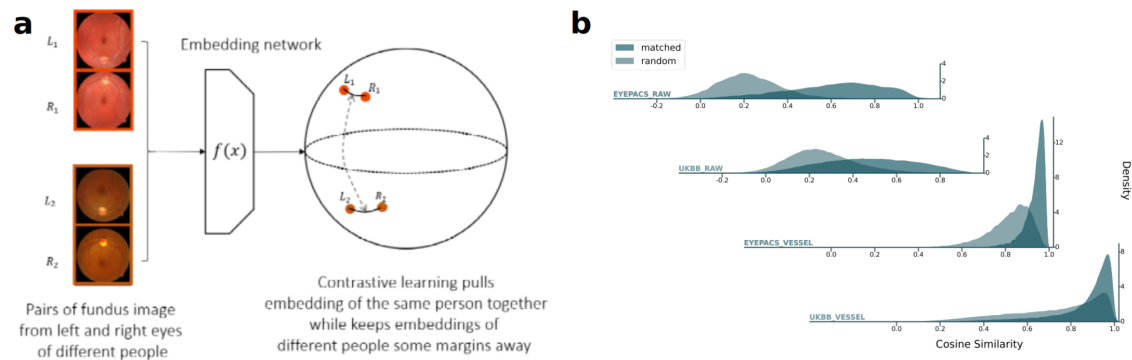 a
L1
R1
L2
R2
Embedding network
f(x)
L1
R1
L2
R2
Pairs of fundus image
from left and right eyes
of different people
Contrastive learning pulls
embedding of the same person together
while keeps embeddings of
different people some margins away
b
matched
random
4
2
0
EYEPACS_RAW
-0.2 0.0 0.2 0.4 0.6 0.8 1.0
4
2
0
UKBB_RAW
-0.2 0.0 0.2 0.4 0.6 0.8
12
8
4
0
EYEPACS_VESSEL
0.0 0.2 0.4 0.6 0.8 1.0
8
4
0
UKBB_VESSEL
0.0 0.2 0.4 0.6 0.8 1.0
Cosine Similarity
Density